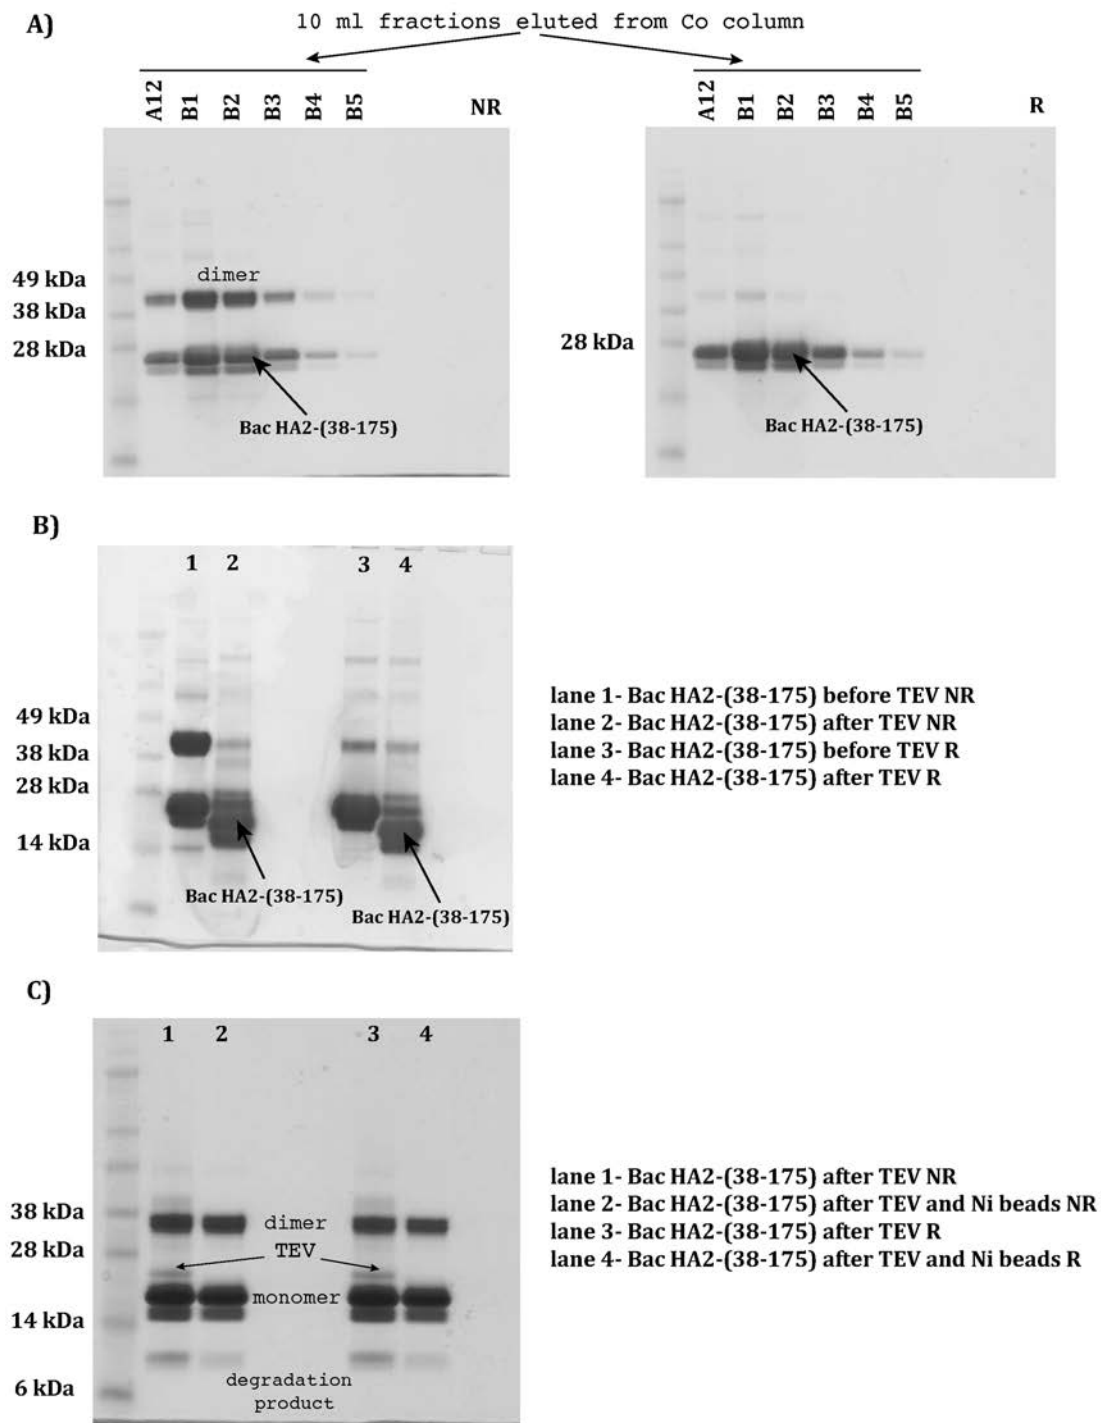 A)
10 ml fractions eluted from Co column
A12 B1 B2 B3 B4 B5 NR
A12 B1 B2 B3 B4 B5 R
49 kDa
38 kDa
28 kDa
dimer
Bac HA2-(38-175)
28 kDa
Bac HA2-(38-175)
B)
1 2 3 4
49 kDa
38 kDa
28 kDa
14 kDa
Bac HA2-(38-175)
Bac HA2-(38-175)
lane 1- Bac HA2-(38-175) before TEV NR
lane 2- Bac HA2-(38-175) after TEV NR
lane 3- Bac HA2-(38-175) before TEV R
lane 4- Bac HA2-(38-175) after TEV R
C)
1 2 3 4
38 kDa
28 kDa
14 kDa
6 kDa
dimer
TEV
monomer
degradation
product
lane 1- Bac HA2-(38-175) after TEV NR
lane 2- Bac HA2-(38-175) after TEV and Ni beads NR
lane 3- Bac HA2-(38-175) after TEV R
lane 4- Bac HA2-(38-175) after TEV and Ni beads R